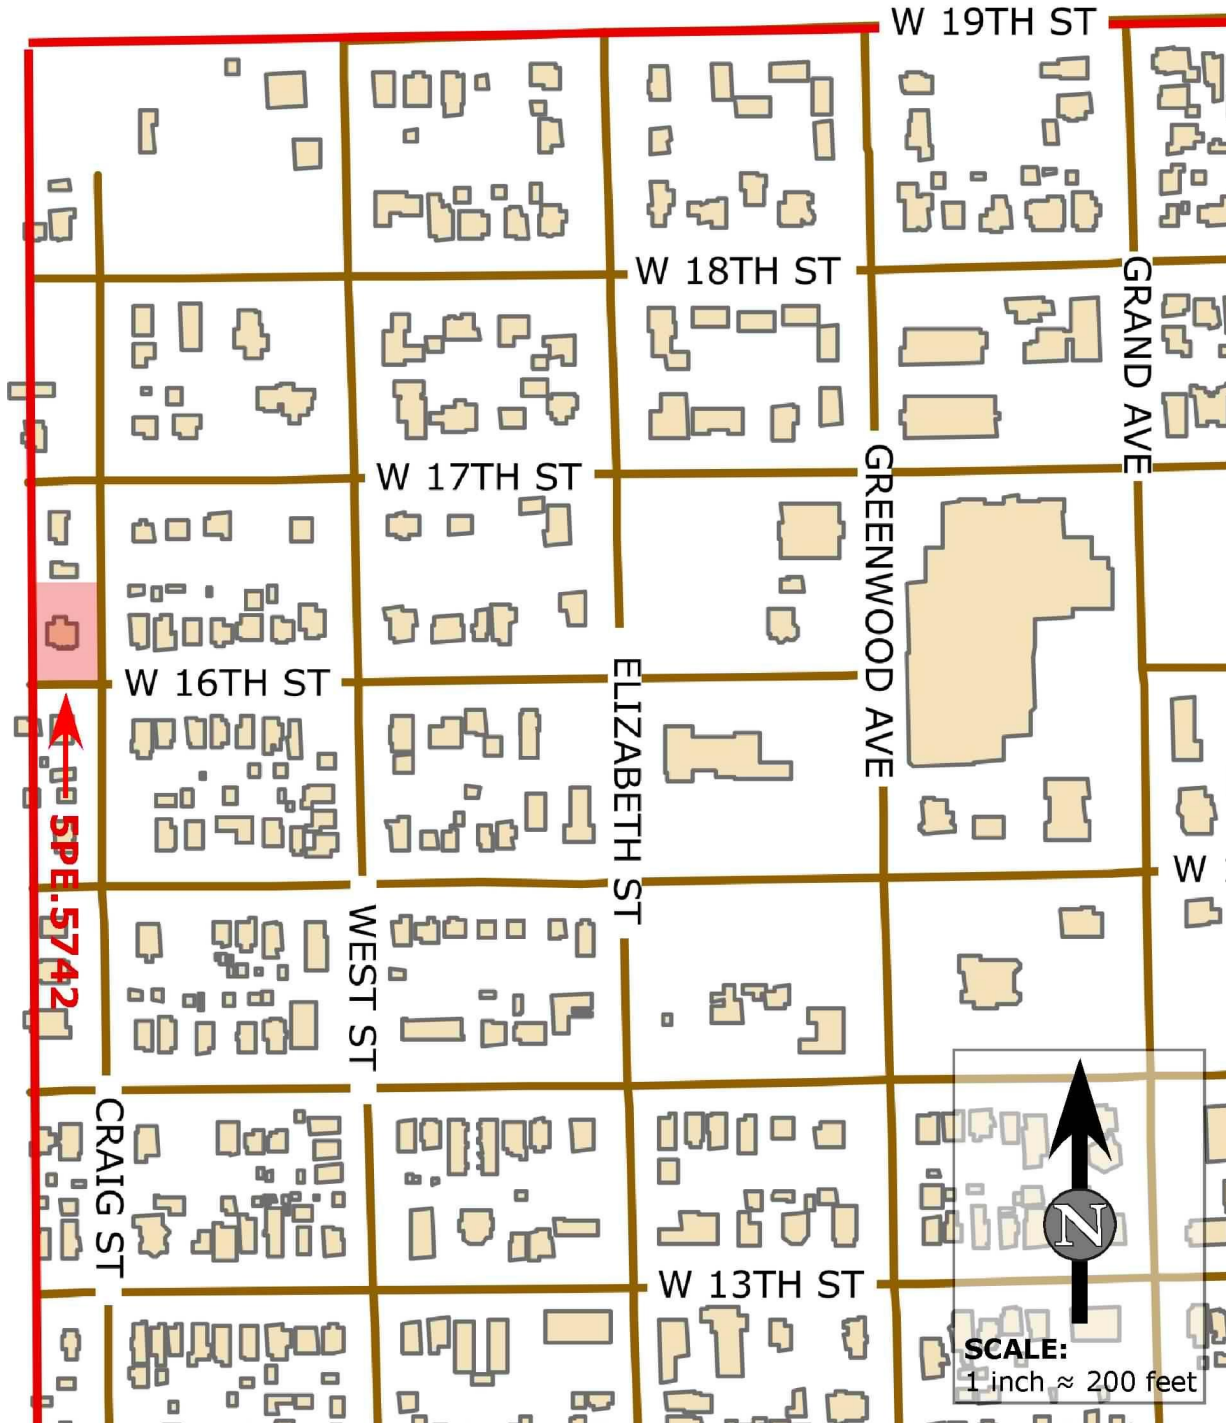 W 19TH ST
W 18TH ST
GRAND AVE
W 17TH ST
GREENWOOD AVE
W 16TH ST
ELIZABETH ST
5PE.5742
W
WEST ST
CRAIG ST
N
W 13TH ST
SCALE:
1 inch ≈ 200 feet